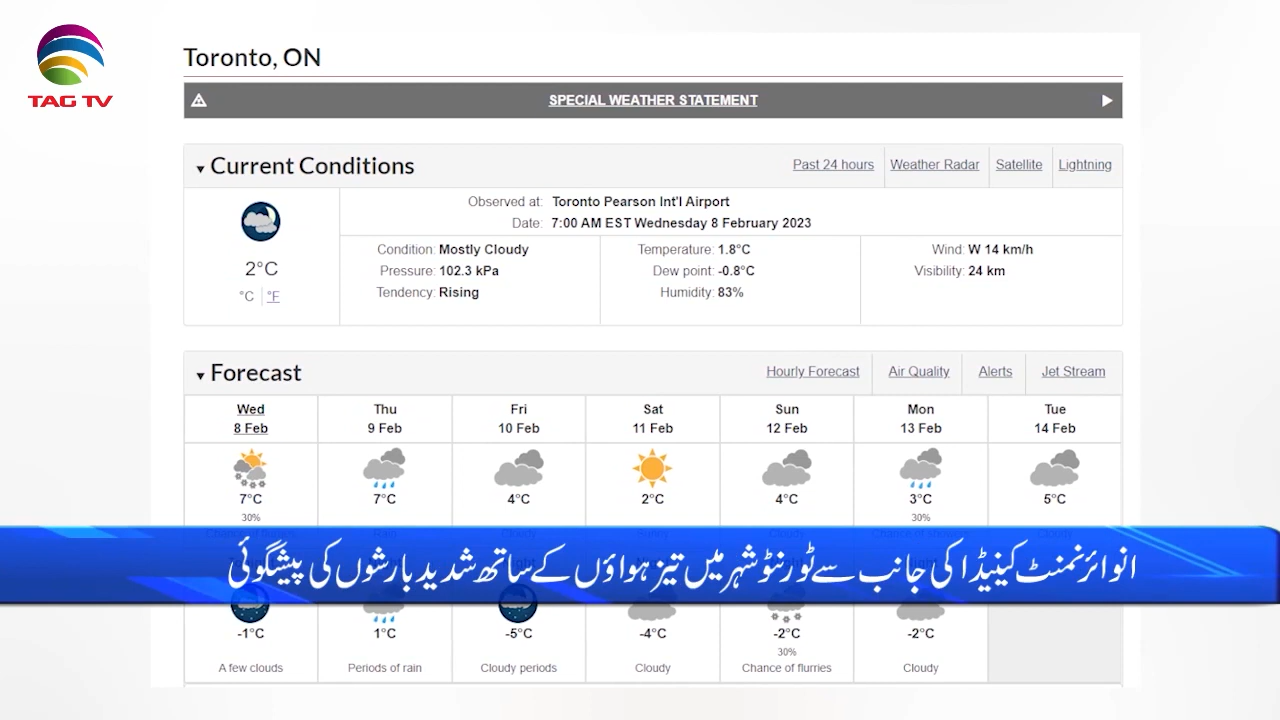 TAG TV
Toronto, ON
SPECIAL WEATHER STATEMENT
Current Conditions
Past 24 hours Weather Radar Satellite Lightning
Observed at: Toronto Pearson Int'l Airport
Date: 7:00 AM EST Wednesday 8 February 2023
2°C
°C °F
Condition: Mostly Cloudy
Pressure: 102.3 kPa
Tendency: Rising
Temperature: 1.8°C
Dew point: -0.8°C
Humidity: 83%
Wind: W 14 km/h
Visibility: 24 km
Forecast
Hourly Forecast Air Quality Alerts Jet Stream
Wed Thu Fri Sat Sun Mon Tue
8 Feb 9 Feb 10 Feb 11 Feb 12 Feb 13 Feb 14 Feb
7°C 7°C 4°C 2°C 4°C 3°C 5°C
30% 30%
انوائرنمنٹ کینیڈا کی جانب سے ٹورنٹو شہر میں تیز ہواؤں کے ساتھ شدید بارشوں کی پیشگوئی
-1°C 1°C -5°C -4°C -2°C -2°C
30%
A few clouds Periods of rain Cloudy periods Cloudy Chance of flurries Cloudy